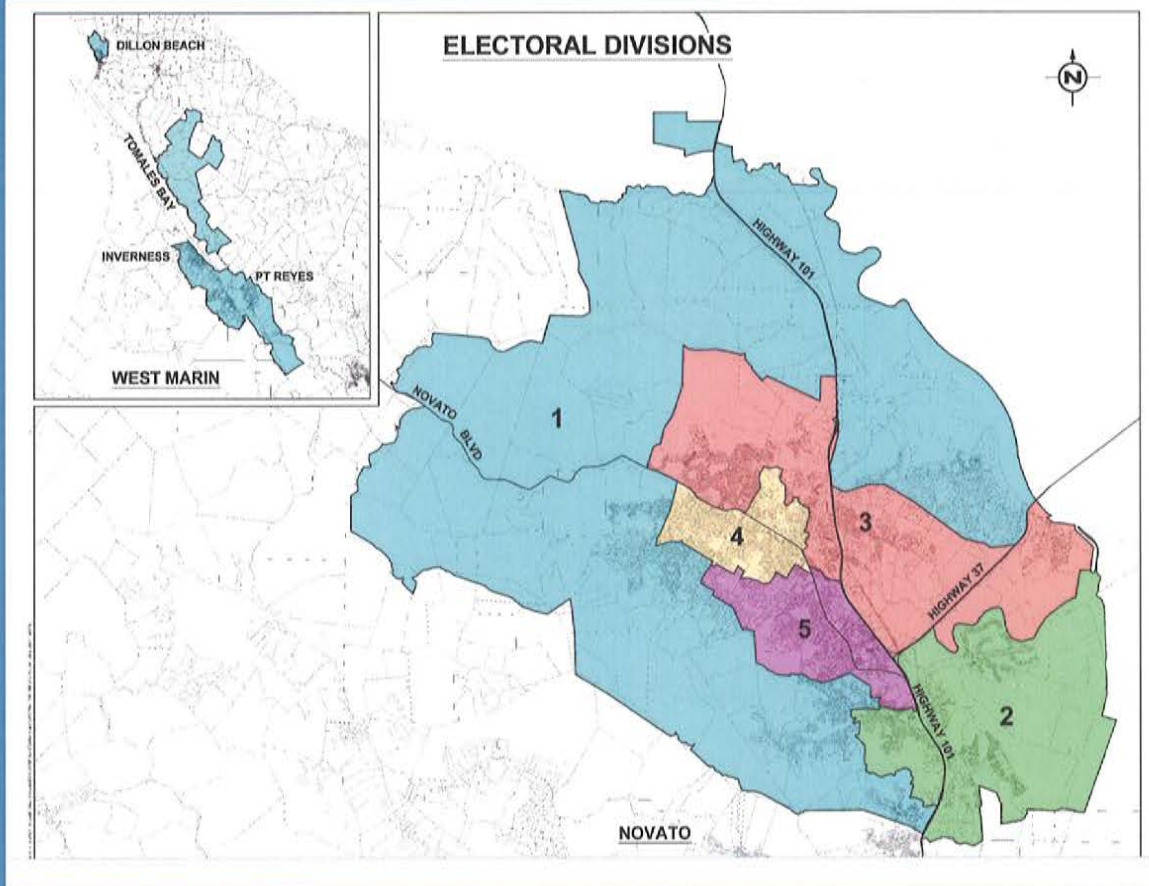 ELECTORAL DIVISIONS
N
DILLON BEACH
TOMALES BAY
INVERNESS
PT REYES
WEST MARIN
HIGHWAY 101
NOVATO
BLVD
1
3
4
5
HIGHWAY 37
HIGHWAY 101
2
NOVATO